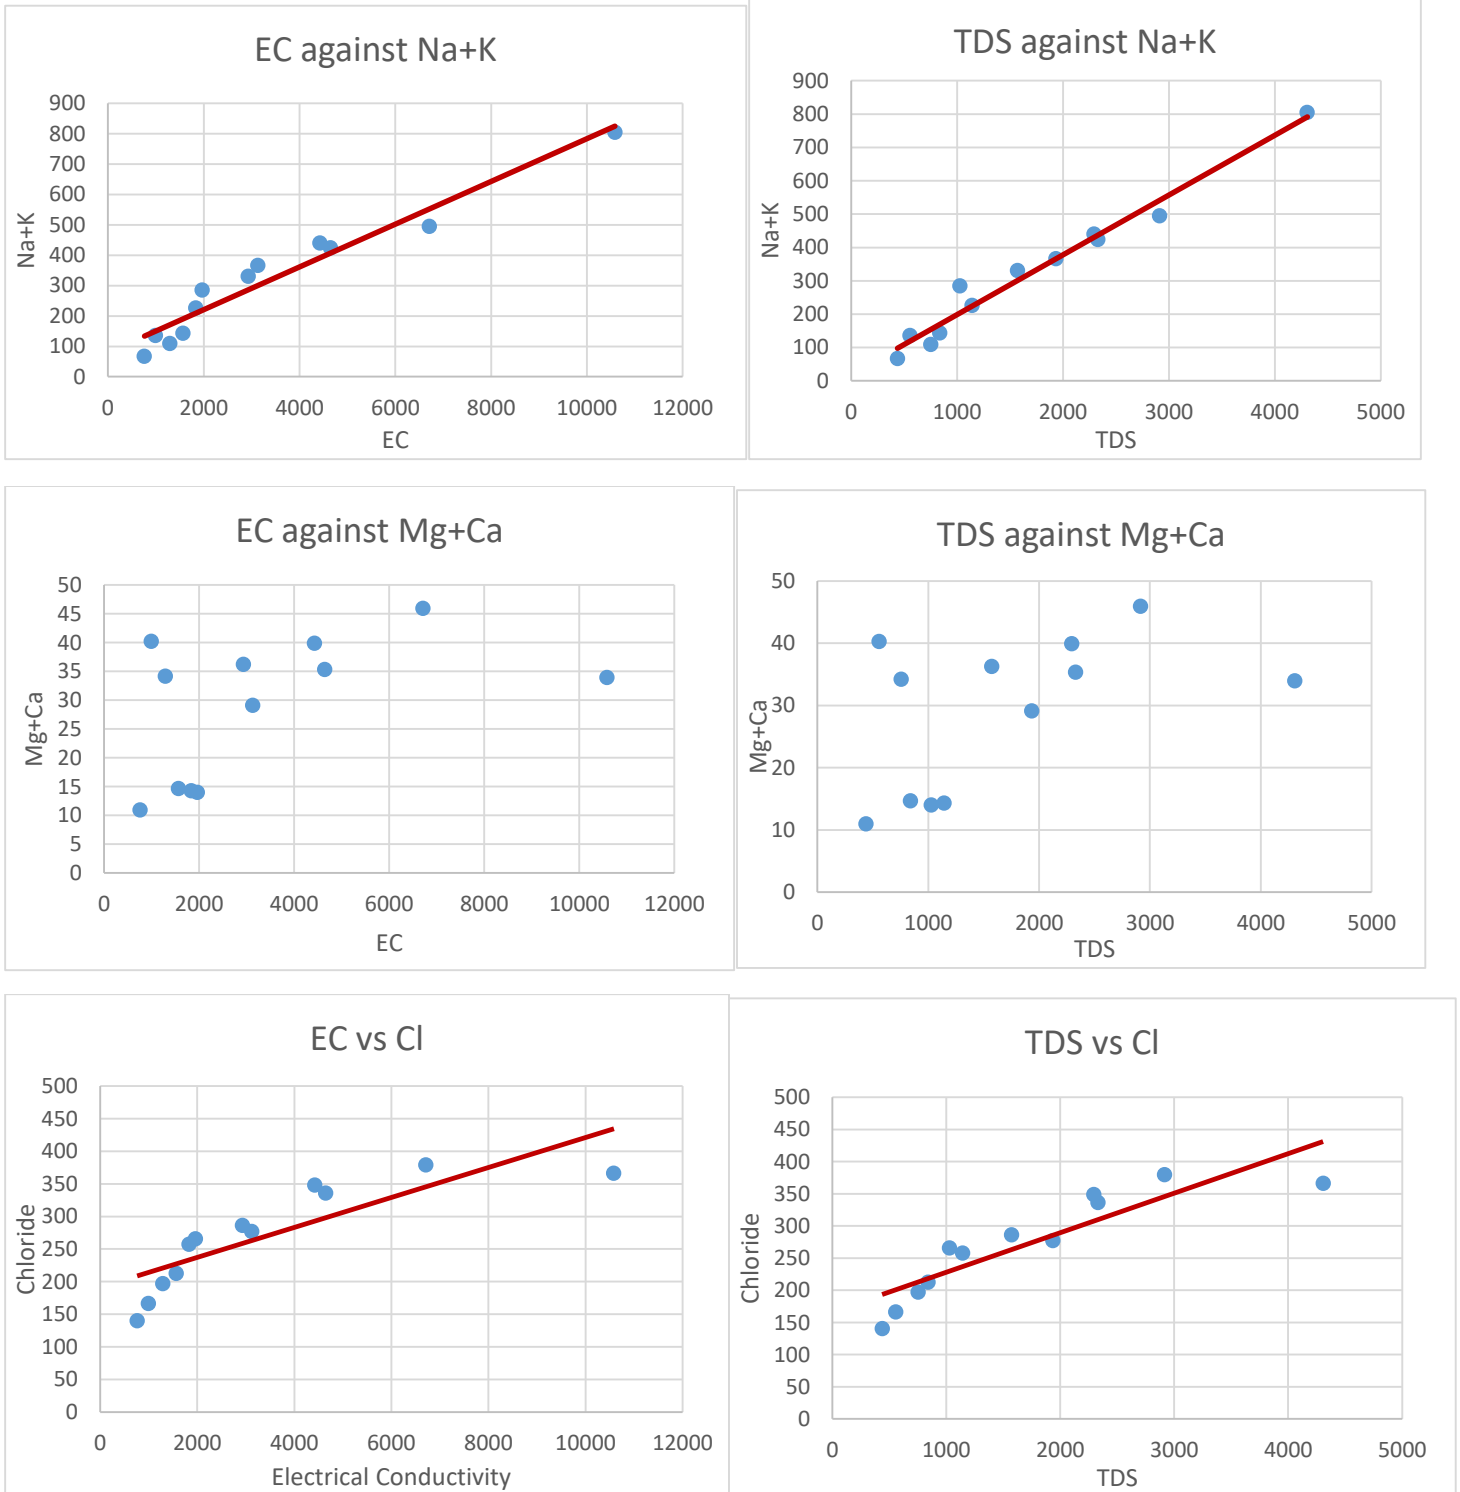 EC against Na+K
900
800
700
600
500
400
300
200
100
0
Na+K
0 2000 4000 6000 8000 10000 12000
EC
TDS against Na+K
900
800
700
600
500
400
300
200
100
0
Na+K
0 1000 2000 3000 4000 5000
TDS
EC against Mg+Ca
50
45
40
35
30
25
20
15
10
5
0
Mg+Ca
0 2000 4000 6000 8000 10000 12000
EC
TDS against Mg+Ca
50
40
30
20
10
0
Mg+Ca
0 1000 2000 3000 4000 5000
TDS
EC vs Cl
500
450
400
350
300
250
200
150
100
50
0
Chloride
0 2000 4000 6000 8000 10000 12000
Electrical Conductivity
TDS vs Cl
500
450
400
350
300
250
200
150
100
50
0
Chloride
0 1000 2000 3000 4000 5000
TDS